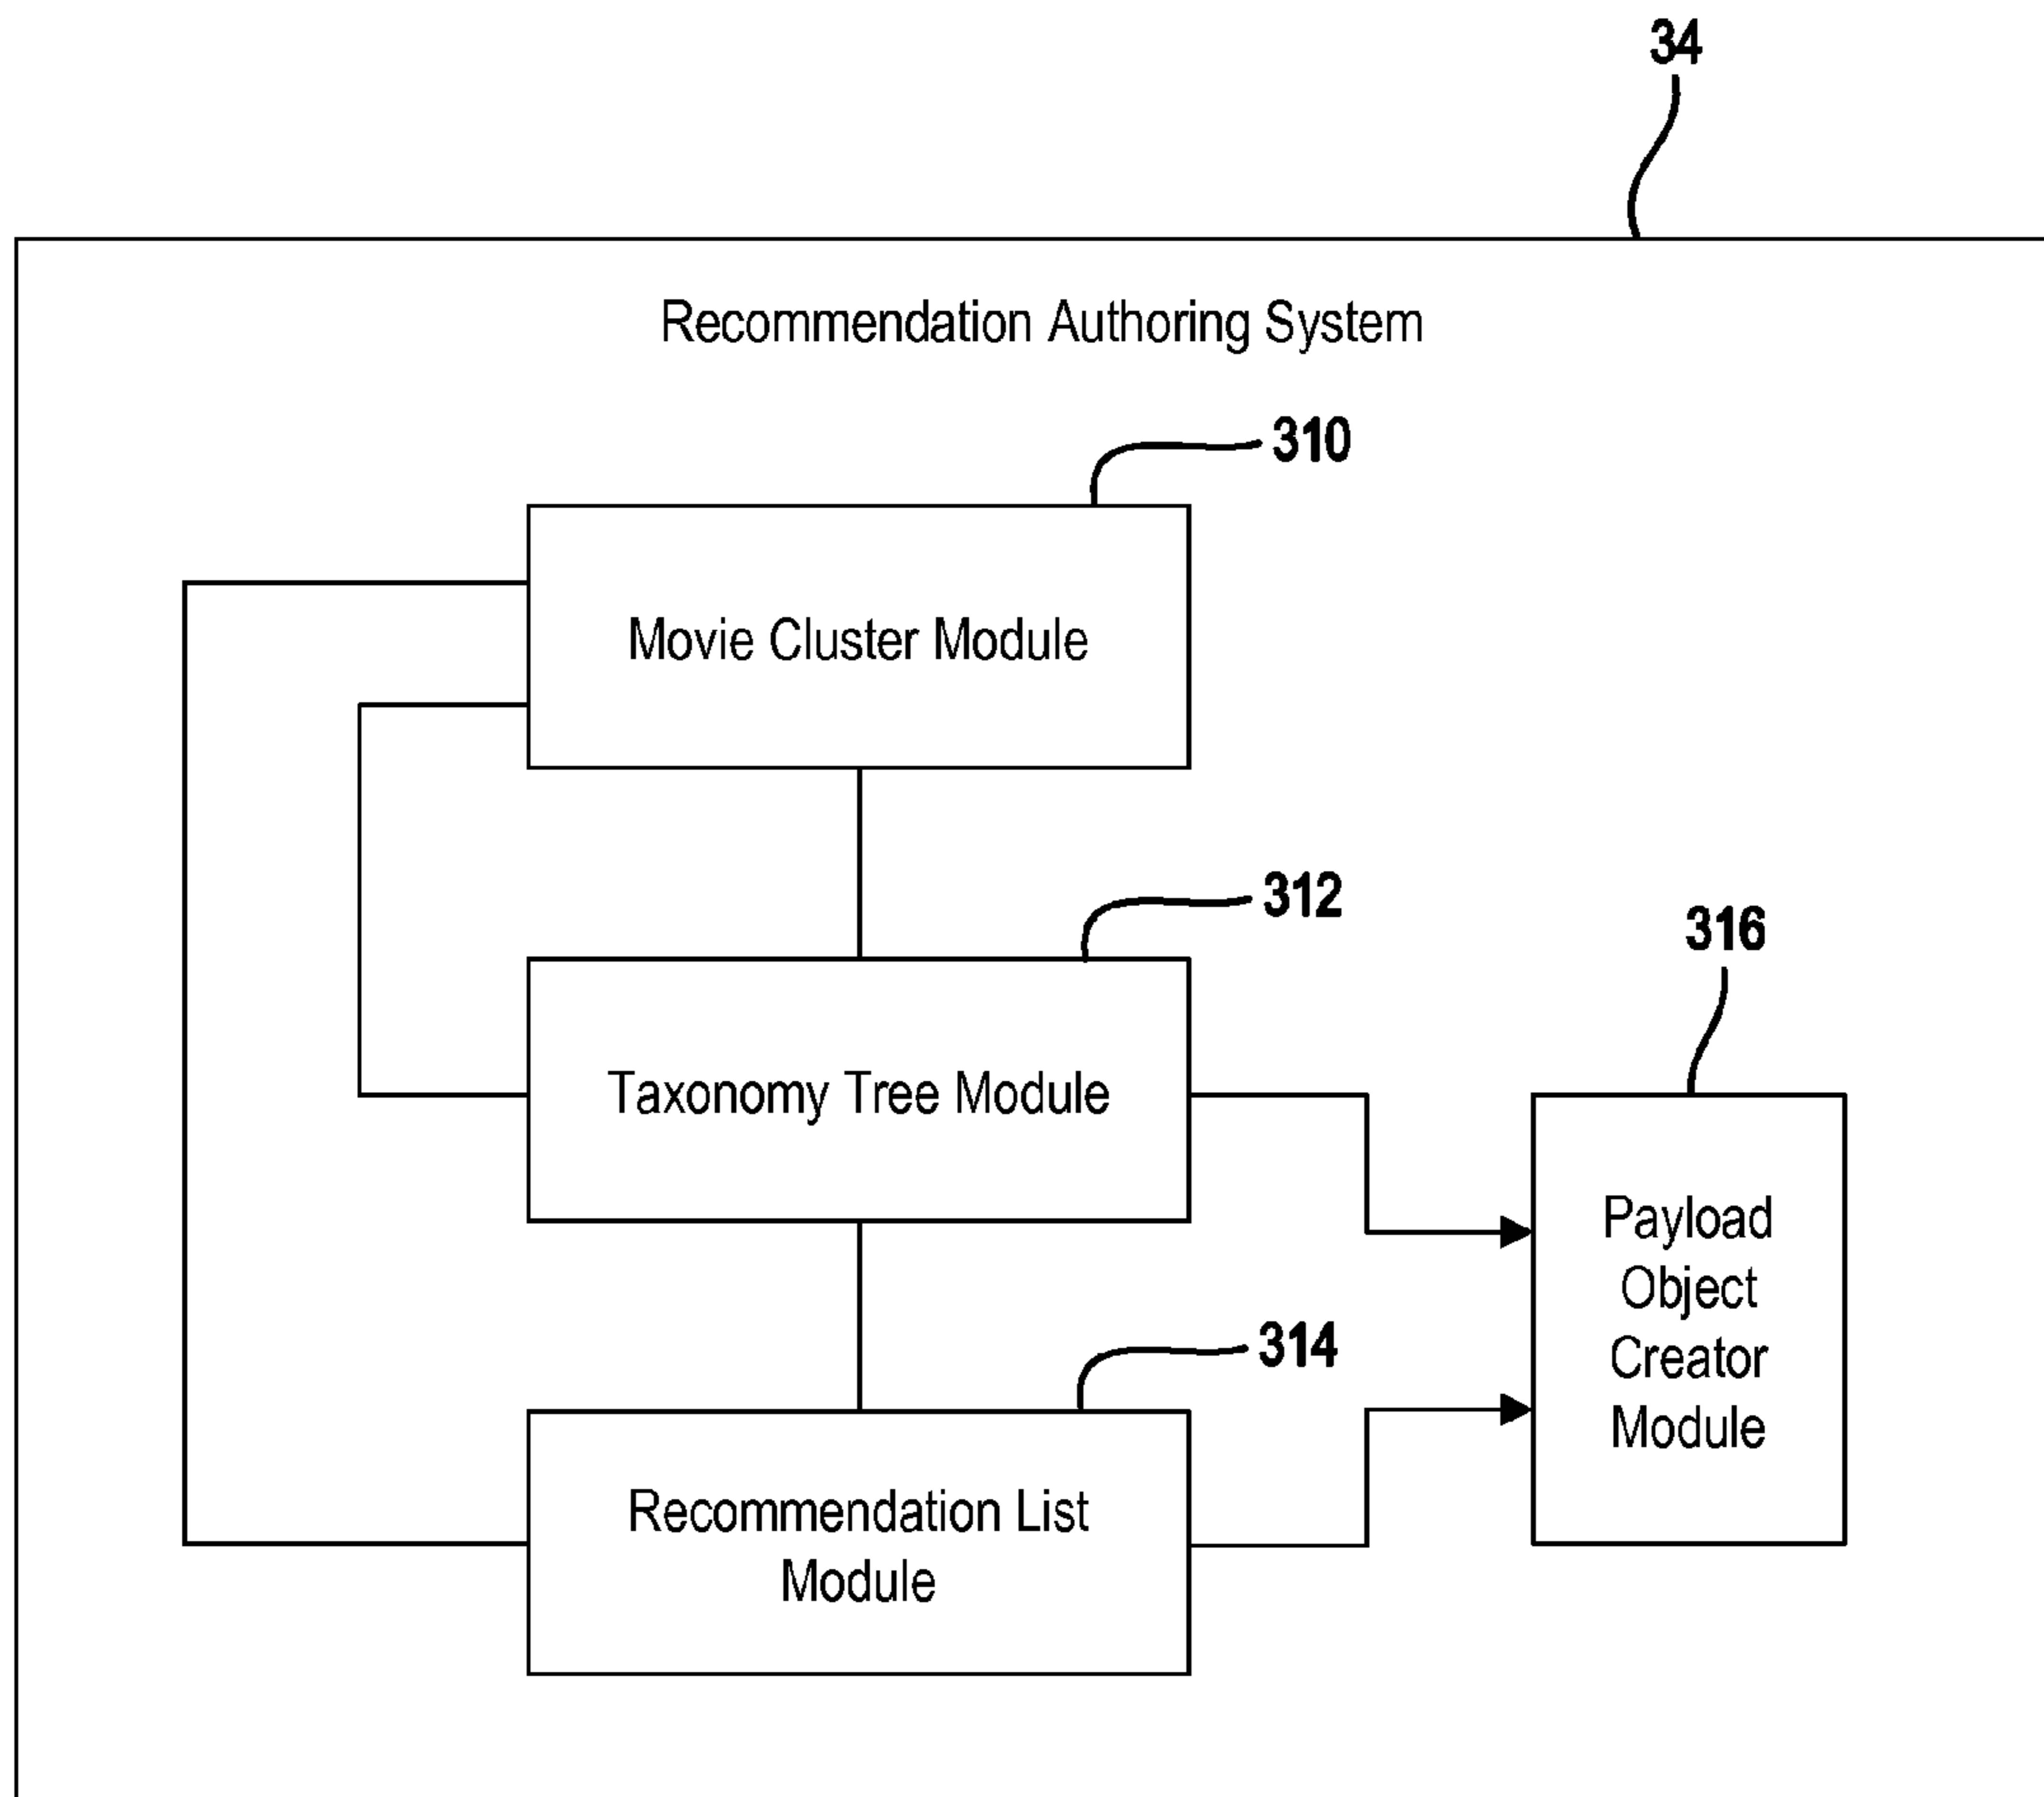 34
Recommendation Authoring System
310
Movie Cluster Module
312
316
Taxonomy Tree Module
Payload
Object
Creator
Module
314
Recommendation List
Module